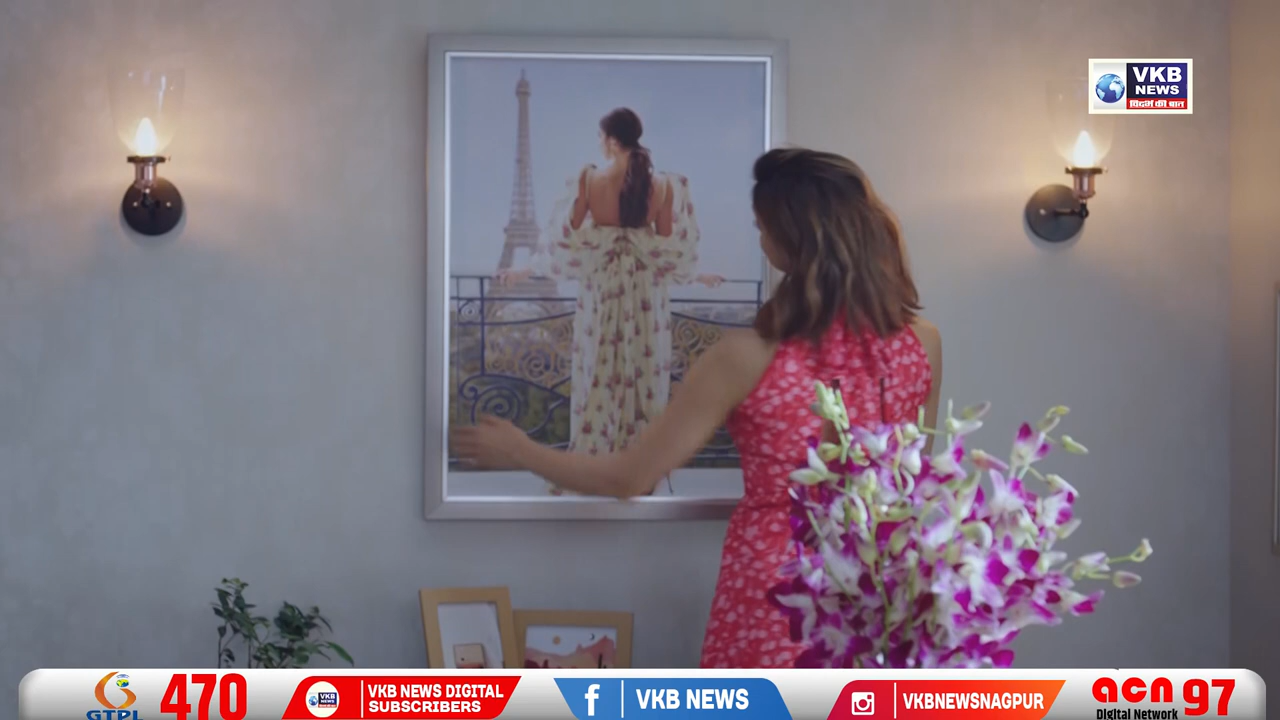 VKB
NEWS
विदर्भ की बात
GTPL
470
VKB NEWS DIGITAL
SUBSCRIBERS
VKB NEWS
VKBNEWSNAGPUR
acn 97
Digital Network